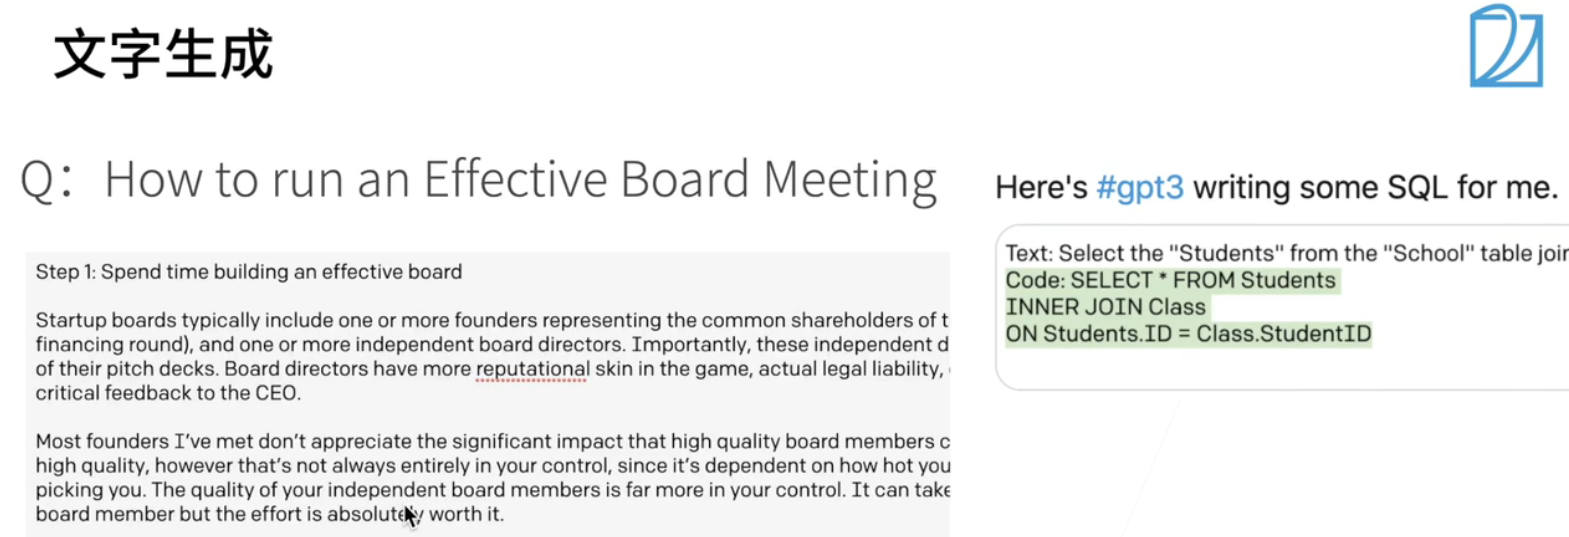 文字生成
Q： How to run an Effective Board Meeting
Step 1: Spend time building an effective board
Startup boards typically include one or more founders representing the common shareholders of
financing round), and one or more independent board directors. Importantly, these independent
of their pitch decks. Board directors have more reputational skin in the game, actual legal liability,
critical feedback to the CEO.
Most founders I've met don't appreciate the significant impact that high quality board members
high quality, however that's not always entirely in your control, since it's dependent on how hot you
picking you. The quality of your independent board members is far more in your control. It can take
board member but the effort is absolutely worth it.
Here's #gpt3 writing some SQL for me.
Text: Select the "Students" from the "School" table
Code: SELECT * FROM Students
INNER JOIN Class
ON Students.ID = Class.StudentID